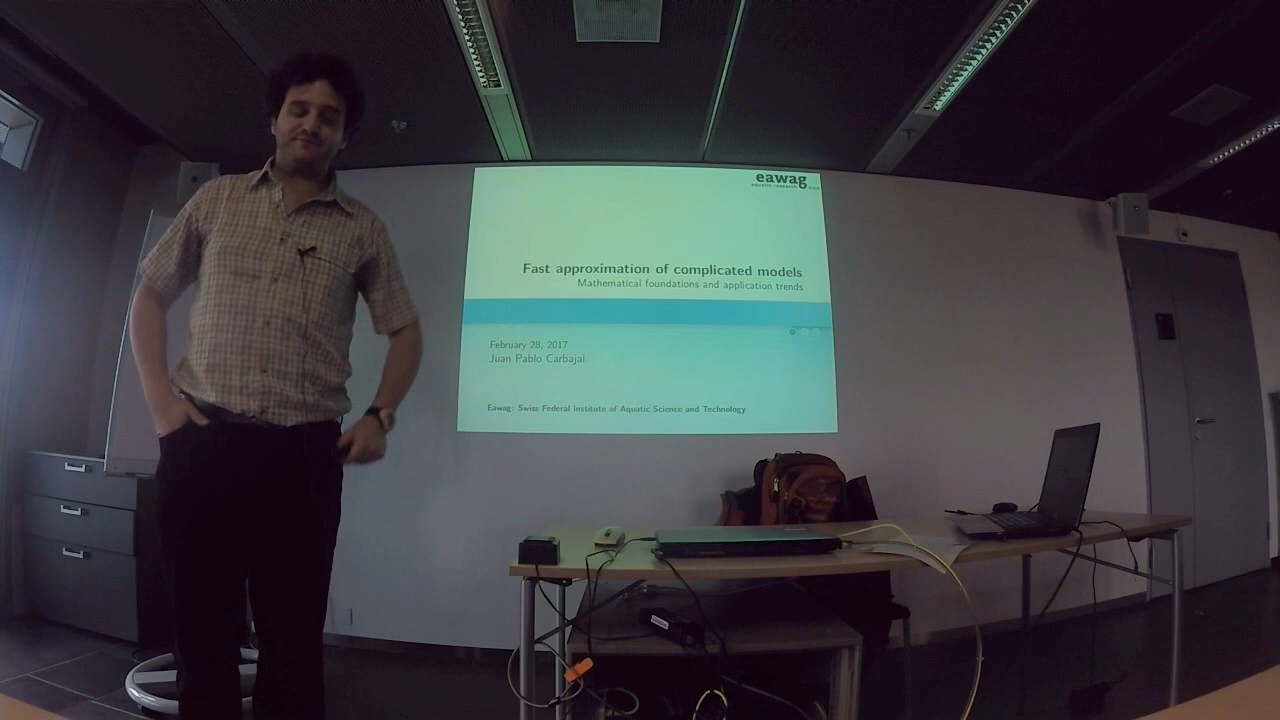 eawag
aquatic research
Fast approximation of complicated models
Mathematical foundations and application trends
February 28, 2017
Juan Pablo Carbajal
Eawag: Swiss Federal Institute of Aquatic Science and Technology